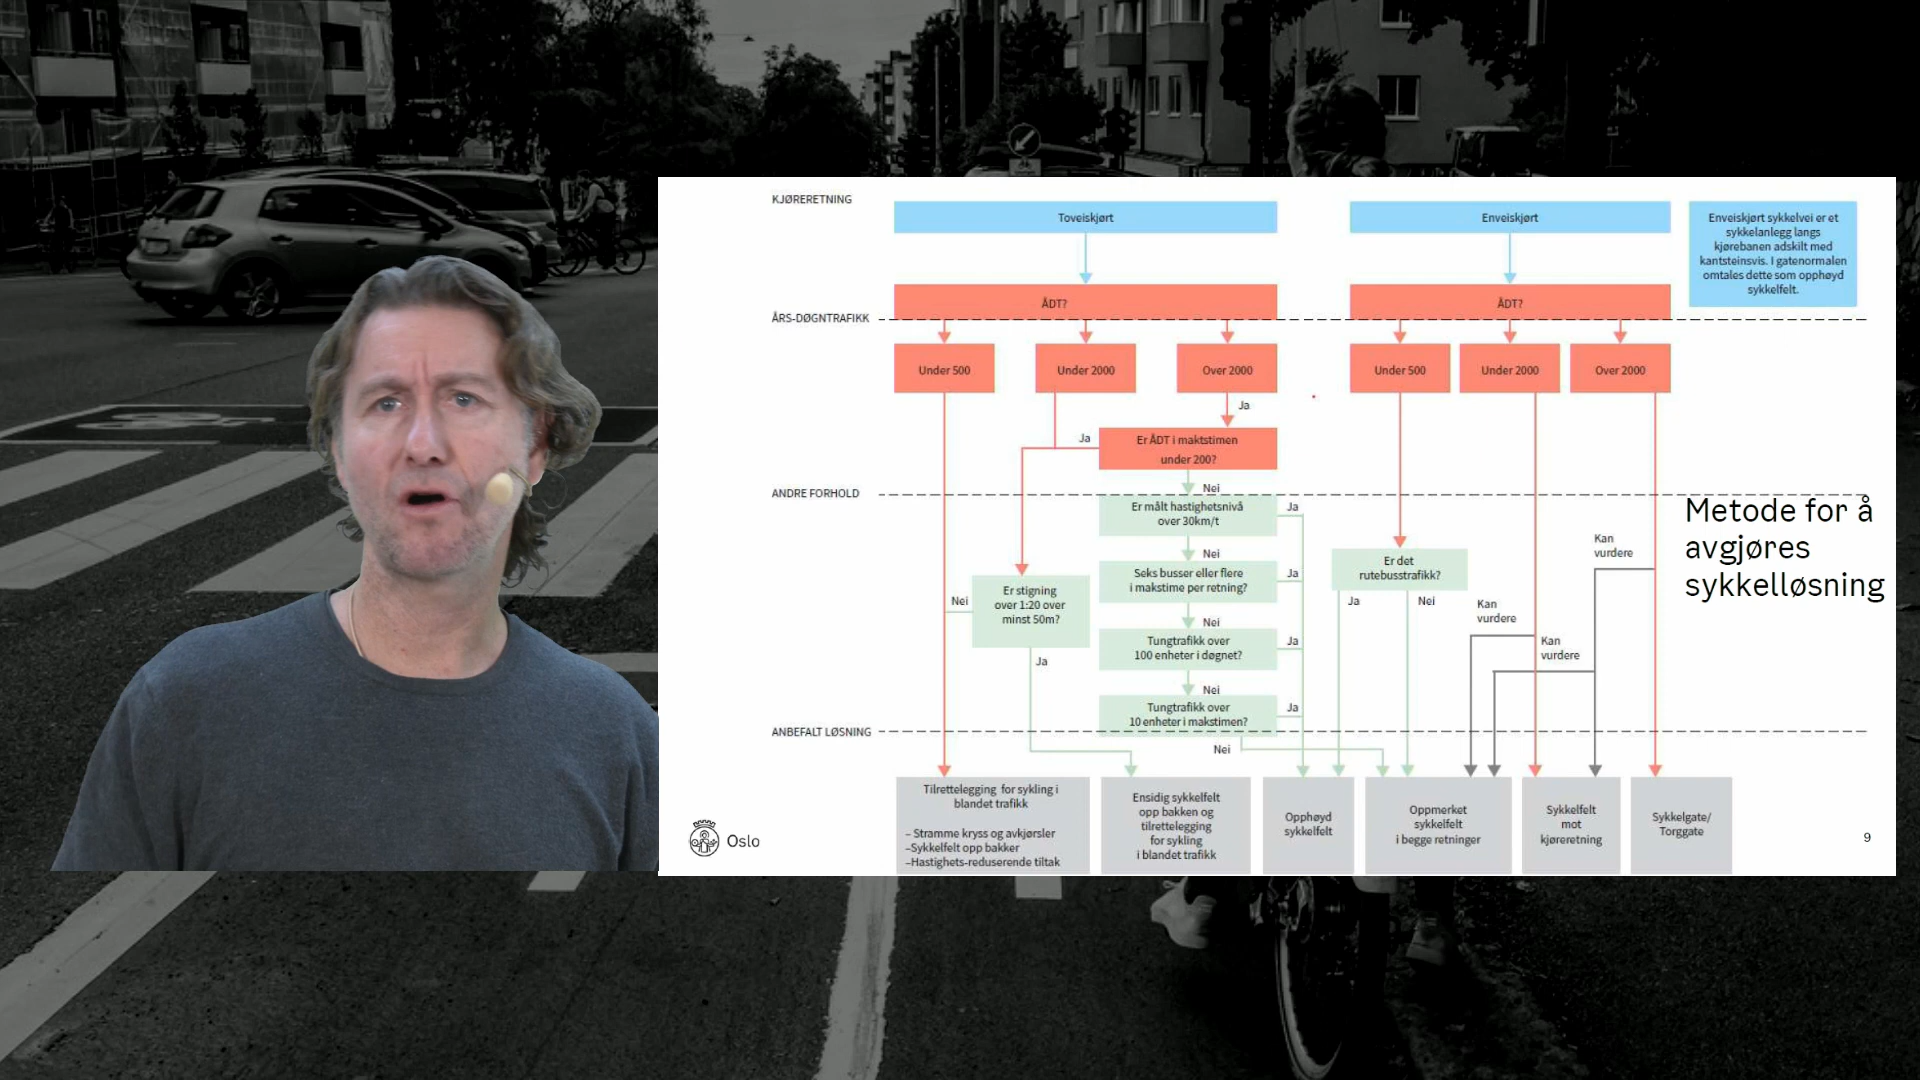 KJØRERETNING
Toveiskjørt
Enveiskjørt
Enveiskjørt sykkelvei er et
sykkelanlegg langs
kjørebanen adskilt med
kantsteinsvis. I gatenormalen
omtales dette som opphøyd
sykkelfelt.
ÅDT?
ÅDT?
ÅRS-DØGNTRAFIKK
Under 500
Under 2000
Over 2000
Under 500
Under 2000
Over 2000
Ja
Ja
Er ÅDT i maktstimen
under 200?
Nei
ANDRE FORHOLD
Er målt hastighetsnivå
over 30km/t
Ja
Nei
Seks busser eller flere
i makstime per retning?
Ja
Nei
Tungtrafikk over
100 enheter i døgnet?
Ja
Nei
Tungtrafikk over
10 enheter i makstimen?
Ja
Nei
Er stigning
over 1:20 over
minst 50m?
Nei
Ja
Er det
rutebusstrafikk?
Ja
Nei
Kan
vurdere
Kan
vurdere
Kan
vurdere
Metode for å
avgjøres
sykkelløsning
ANBEFALT LØSNING
Tilrettelegging for sykling i
blandet trafikk
– Stramme kryss og avkjørsler
–Sykkelfelt opp bakker
–Hastighets-reduserende tiltak
Ensidig sykkelfelt
opp bakken og
tilrettelegging
for sykling
i blandet trafikk
Opphøyd
sykkelfelt
Oppmerket
sykkelfelt
i begge retninger
Sykkelfelt
mot
kjøreretning
Sykkelgate/
Torggate
Oslo
9